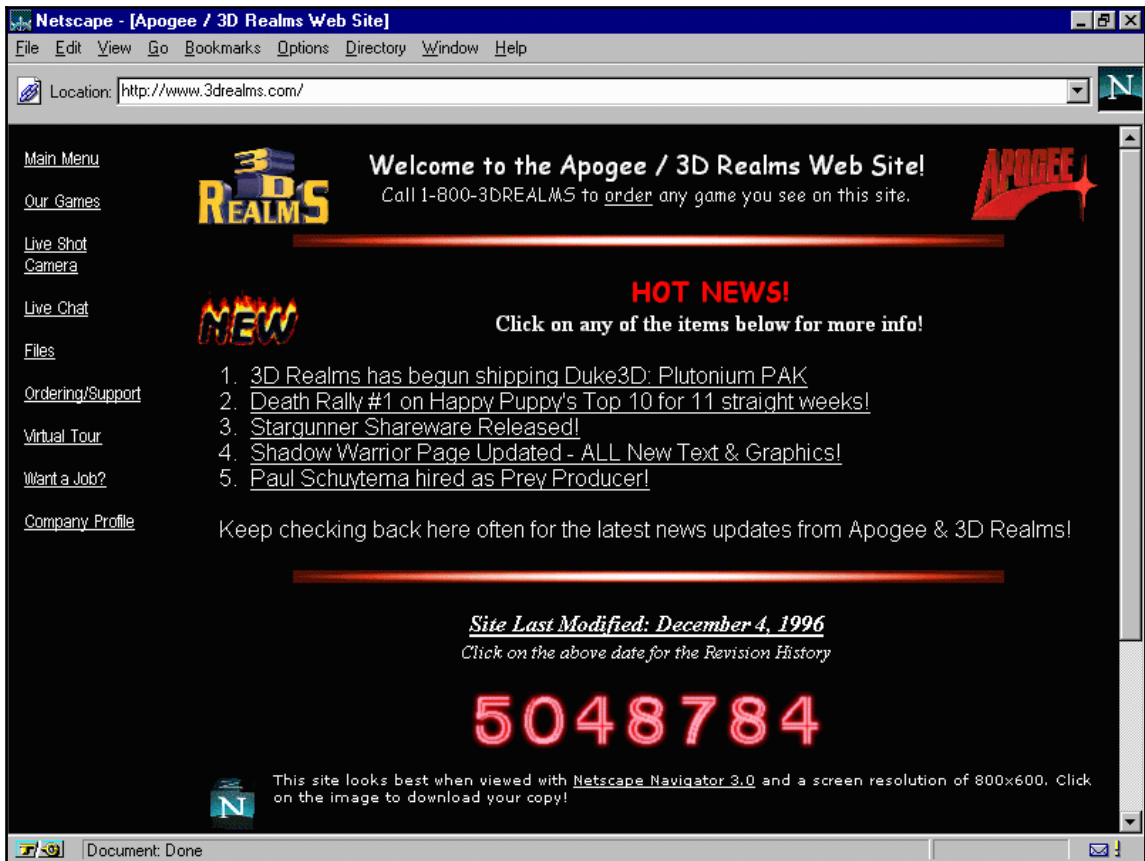 Netscape - [Apogee / 3D Realms Web Site]
File Edit View Go Bookmarks Options Directory Window Help
Location: http://www.3drealms.com/
N
Main Menu
Our Games
Live Shot
Camera
Live Chat
Files
Ordering/Support
Virtual Tour
Want a Job?
Company Profile
3D
REALMS
Welcome to the Apogee / 3D Realms Web Site!
Call 1-800-3DREALMS to order any game you see on this site.
APOGEE
NEW
HOT NEWS!
Click on any of the items below for more info!
1. 3D Realms has begun shipping Duke3D: Plutonium PAK
2. Death Rally #1 on Happy Puppy's Top 10 for 11 straight weeks!
3. Stargunner Shareware Released!
4. Shadow Warrior Page Updated - ALL New Text & Graphics!
5. Paul Schuytema hired as Prey Producer!
Keep checking back here often for the latest news updates from Apogee & 3D Realms!
Site Last Modified: December 4, 1996
Click on the above date for the Revision History
5048784
N
This site looks best when viewed with Netscape Navigator 3.0 and a screen resolution of 800x600. Click
on the image to download your copy!
Document: Done